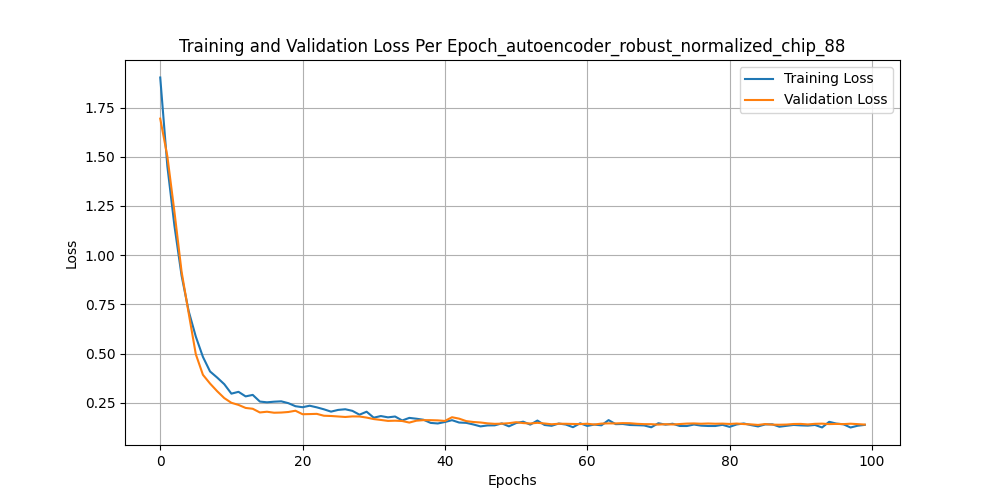 Training and Validation Loss Per Epoch_autoencoder_robust_normalized_chip_88
Training Loss
Validation Loss
1.75
1.50
1.25
1.00
0.75
0.50
0.25
Loss
0 20 40 60 80 100
Epochs